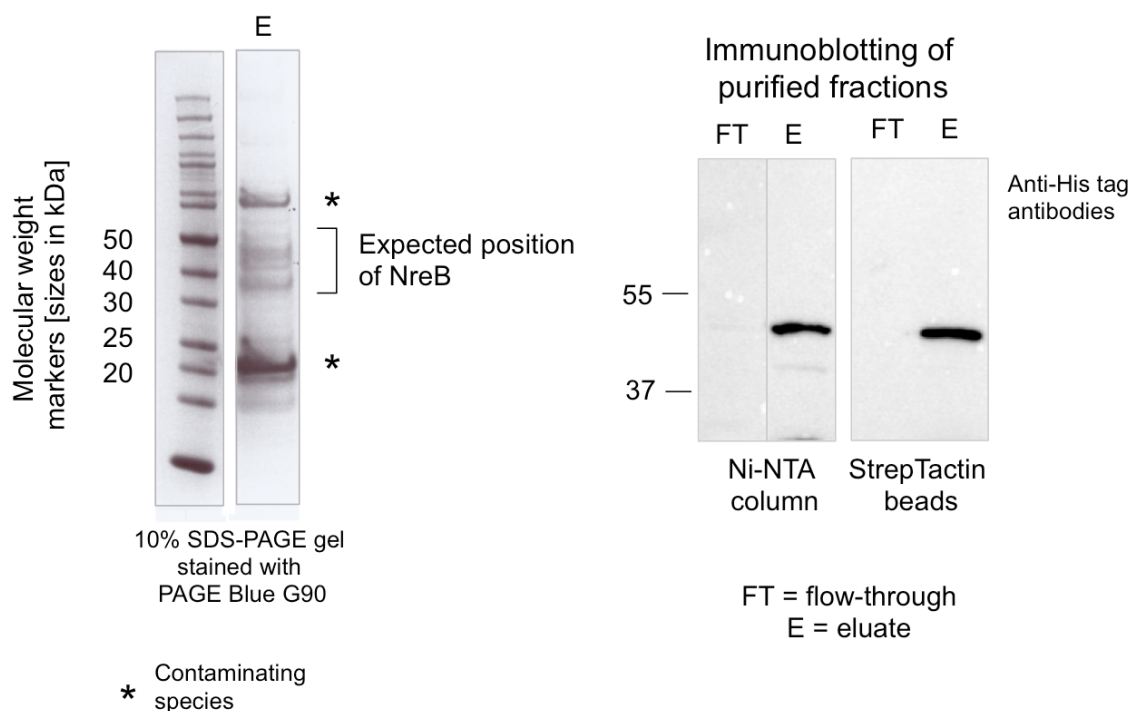 E
Molecular weight
markers [sizes in kDa]
50
40
30
25
20
*
Expected position
of NreB
*
10% SDS-PAGE gel
stained with
PAGE Blue G90
* Contaminating
species
Immunoblotting of
purified fractions
FT E FT E
Anti-His tag
antibodies
55
37
Ni-NTA
column
StrepTactin
beads
FT = flow-through
E = eluate